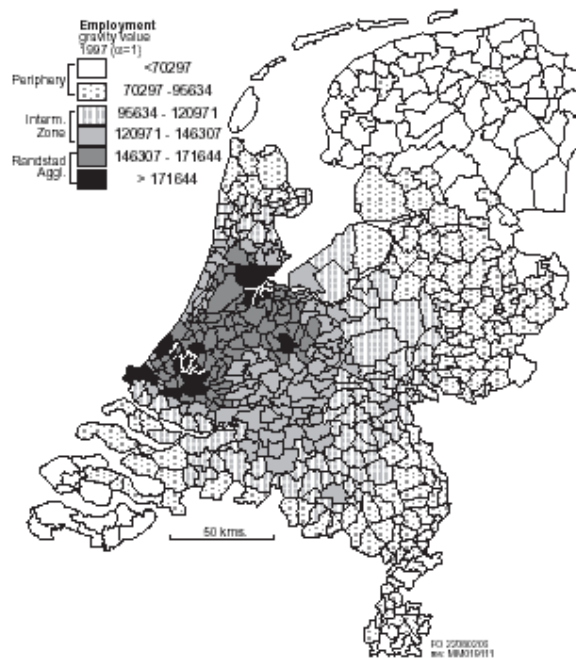 Employment
gravity value
1997 (α=1)
Periphery
<70297
70297 -95634
Interm.
Zone
95634 - 120971
120971 - 146307
Randstad
Aggl.
146307 - 171644
> 171644
50 kms.